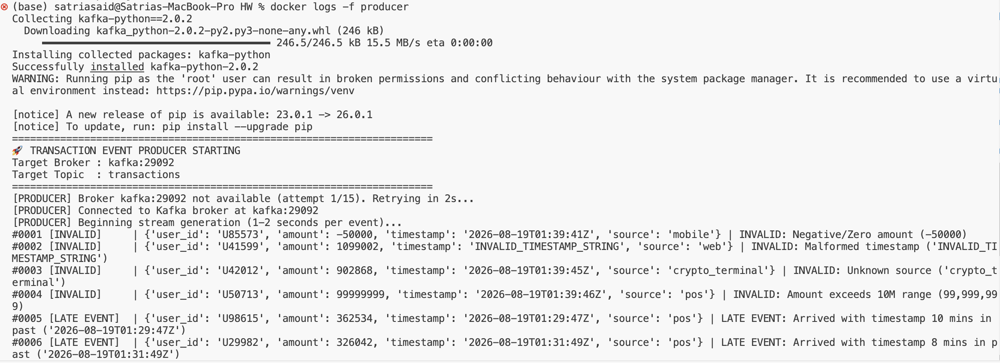 (base) satriasaid@Satrias-MacBook-Pro HW % docker logs -f producer
Collecting kafka-python==2.0.2
  Downloading kafka_python-2.0.2-py2.py3-none-any.whl (246 kB)
     ━━━━━━━━━━━━━━━━━━━━━━━━━━━━━━━━━━━━━━ 246.5/246.5 kB 15.5 MB/s eta 0:00:00
Installing collected packages: kafka-python
Successfully installed kafka-python-2.0.2
WARNING: Running pip as the 'root' user can result in broken permissions and conflicting behaviour with the system package manager. It is recommended to use a virtu
al environment instead: https://pip.pypa.io/warnings/venv

[notice] A new release of pip is available: 23.0.1 -> 26.0.1
[notice] To update, run: pip install --upgrade pip
======================================================================
🚀 TRANSACTION EVENT PRODUCER STARTING
Target Broker : kafka:29092
Target Topic  : transactions
======================================================================
[PRODUCER] Broker kafka:29092 not available (attempt 1/15). Retrying in 2s...
[PRODUCER] Connected to Kafka broker at kafka:29092
[PRODUCER] Beginning stream generation (1-2 seconds per event)...
#0001 [INVALID]     | {'user_id': 'U85573', 'amount': -50000, 'timestamp': '2026-08-19T01:39:41Z', 'source': 'mobile'} | INVALID: Negative/Zero amount (-50000)
#0002 [INVALID]     | {'user_id': 'U41599', 'amount': 1099002, 'timestamp': 'INVALID_TIMESTAMP_STRING', 'source': 'web'} | INVALID: Malformed timestamp ('INVALID_TI
MESTAMP_STRING')
#0003 [INVALID]     | {'user_id': 'U42012', 'amount': 902868, 'timestamp': '2026-08-19T01:39:45Z', 'source': 'crypto_terminal'} | INVALID: Unknown source ('crypto_t
erminal')
#0004 [INVALID]     | {'user_id': 'U50713', 'amount': 99999999, 'timestamp': '2026-08-19T01:39:46Z', 'source': 'pos'} | INVALID: Amount exceeds 10M range (99,999,99
9)
#0005 [LATE EVENT]  | {'user_id': 'U98615', 'amount': 362534, 'timestamp': '2026-08-19T01:29:47Z', 'source': 'pos'} | LATE EVENT: Arrived with timestamp 10 mins in 
past ('2026-08-19T01:29:47Z')
#0006 [LATE EVENT]  | {'user_id': 'U29982', 'amount': 326042, 'timestamp': '2026-08-19T01:31:49Z', 'source': 'pos'} | LATE EVENT: Arrived with timestamp 8 mins in p
ast ('2026-08-19T01:31:49Z')